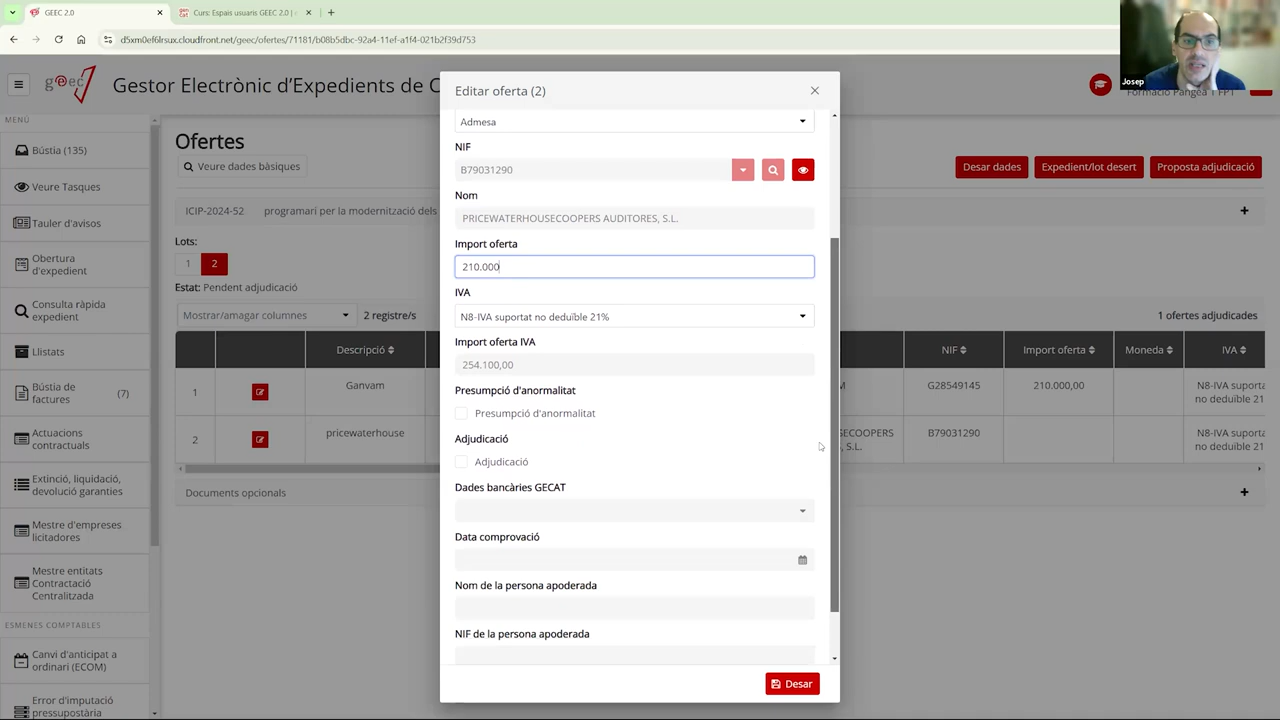 GEEC 2.0
Curs: Espais usuaris GEEC 2.0 | 
d5xm0ef6lrsux.cloudfront.net/geec/ofertes/71181/b08b5dbc-92a4-11ef-a1f4-021b2f39d753
Josep
geec
Gestor Electrònic d'Expedients de C
Formació Pangea 1 FPT
MENÚ
Bústia (135)
Veure Tasques
Tauler d'avisos
Obertura
d'expedient
Consulta ràpida
expedient
Llistats
Bústia de
factures
(7)
Actuacions
contractuals
Extinció, liquidació,
devolució garanties
Mestre d'empreses
licitadores
Mestre entitats
Contractació
Centralitzada
ESMENES COMPTABLES
Canvi d'anticipat a
ordinari (ECOM)
Error d'imputació
pressupostària
Ofertes
Veure dades bàsiques
Desar dades
Expedient/lot desert
Proposta adjudicació
ICIP-2024-52 programari per la modernització dels
Lots:
1 2
Estat: Pendent adjudicació
Mostrar/amagar columnes
2 registre/s
1 ofertes adjudicades
Descripció NIF Import oferta Moneda IVA
1 Ganvam M G28549145 210.000,00 N8-IVA suporta
no deduïble 21
2 pricewaterhouse SECOOPERS B79031290 N8-IVA suporta
, S.L. no deduïble 21
Documents opcionals
Editar oferta (2)
Admesa
NIF
B79031290
Nom
PRICEWATERHOUSECOOPERS AUDITORES, S.L.
Import oferta
210.000
IVA
N8-IVA suportat no deduïble 21%
Import oferta IVA
254.100,00
Presumpció d'anormalitat
Presumpció d'anormalitat
Adjudicació
Adjudicació
Dades bancàries GECAT
Data comprovació
Nom de la persona apoderada
NIF de la persona apoderada
Desar